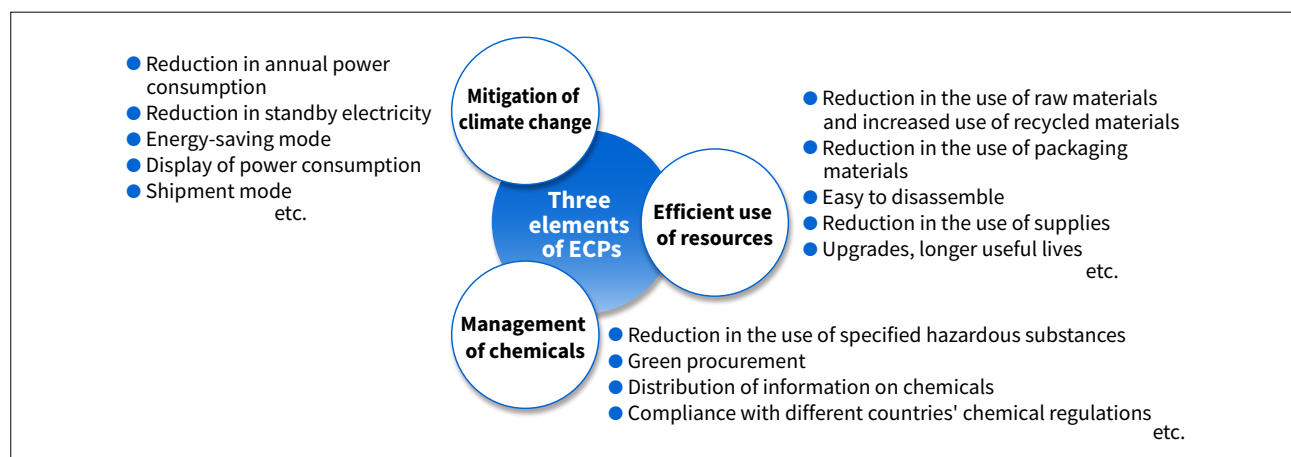 Three
elements
of ECPs
Mitigation of
climate change
● Reduction in annual power
consumption
● Reduction in standby electricity
● Energy-saving mode
● Display of power consumption
● Shipment mode
etc.
Efficient use
of resources
● Reduction in the use of raw materials
and increased use of recycled materials
● Reduction in the use of packaging
materials
● Easy to disassemble
● Reduction in the use of supplies
● Upgrades, longer useful lives
etc.
Management
of chemicals
● Reduction in the use of specified hazardous substances
● Green procurement
● Distribution of information on chemicals
● Compliance with different countries' chemical regulations
etc.